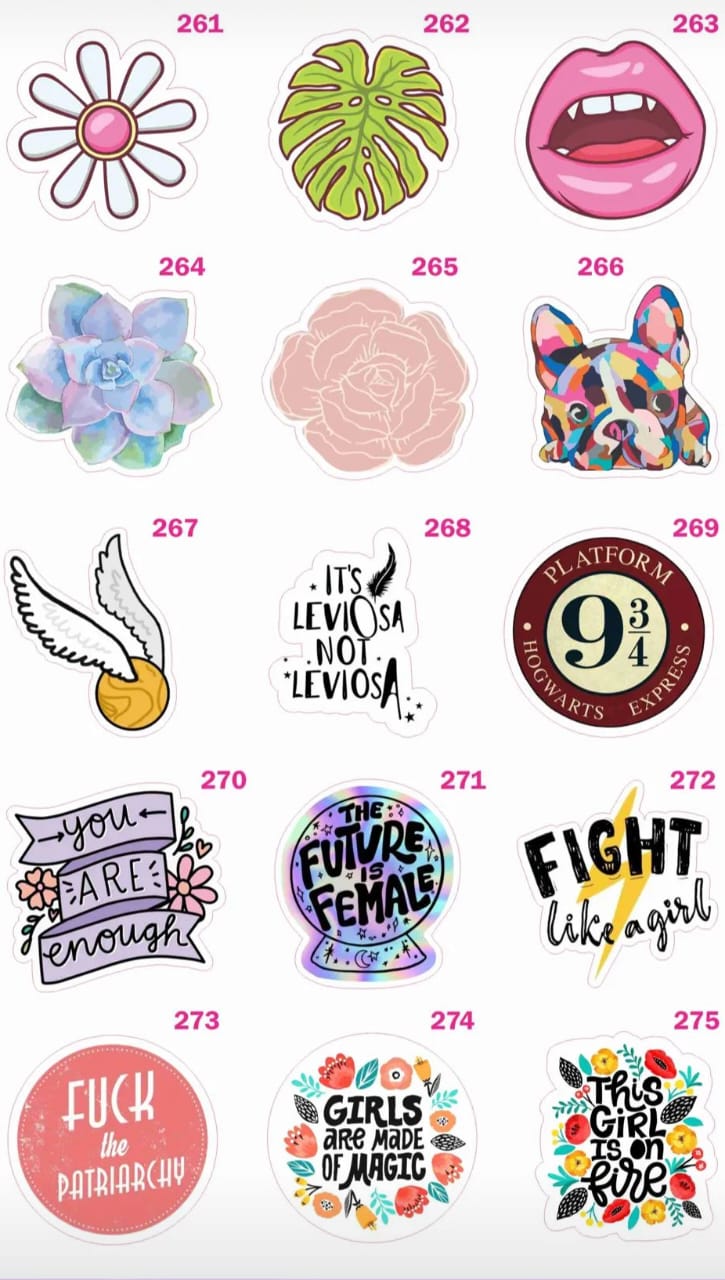 261
262
263
264
265
266
267
268
269
IT'S
LEVIOSA
NOT
LEVIOSA
PLATFORM
9 3/4
HOGWARTS EXPRESS
270
271
272
YOU
ARE
enough
THE
FUTURE
IS
FEMALE
FIGHT
like a girl
273
274
275
FUCK
the
PATRIARCHY
GIRLS
are MADE
OF MAGIC
This
GIRL
IS on
fire